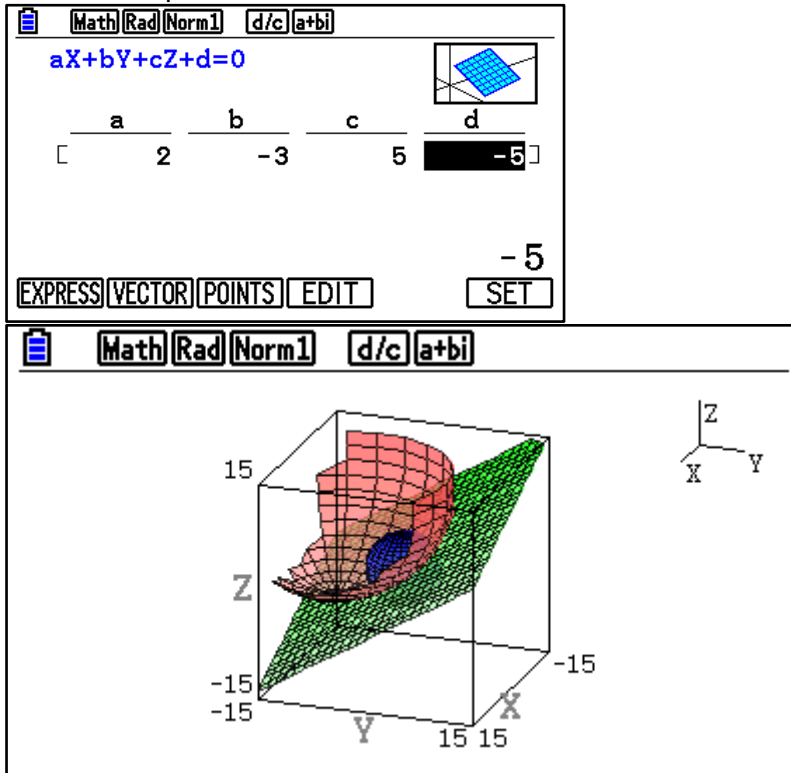 Math Rad Norm1 d/c a+bi
aX+bY+cZ+d=0
a b c d
[ 2 -3 5 -5 ]
-5
EXPRESS VECTOR POINTS EDIT SET
Math Rad Norm1 d/c a+bi
Z
X Y
15
Z
-15
-15
-15
X
Y
15 15